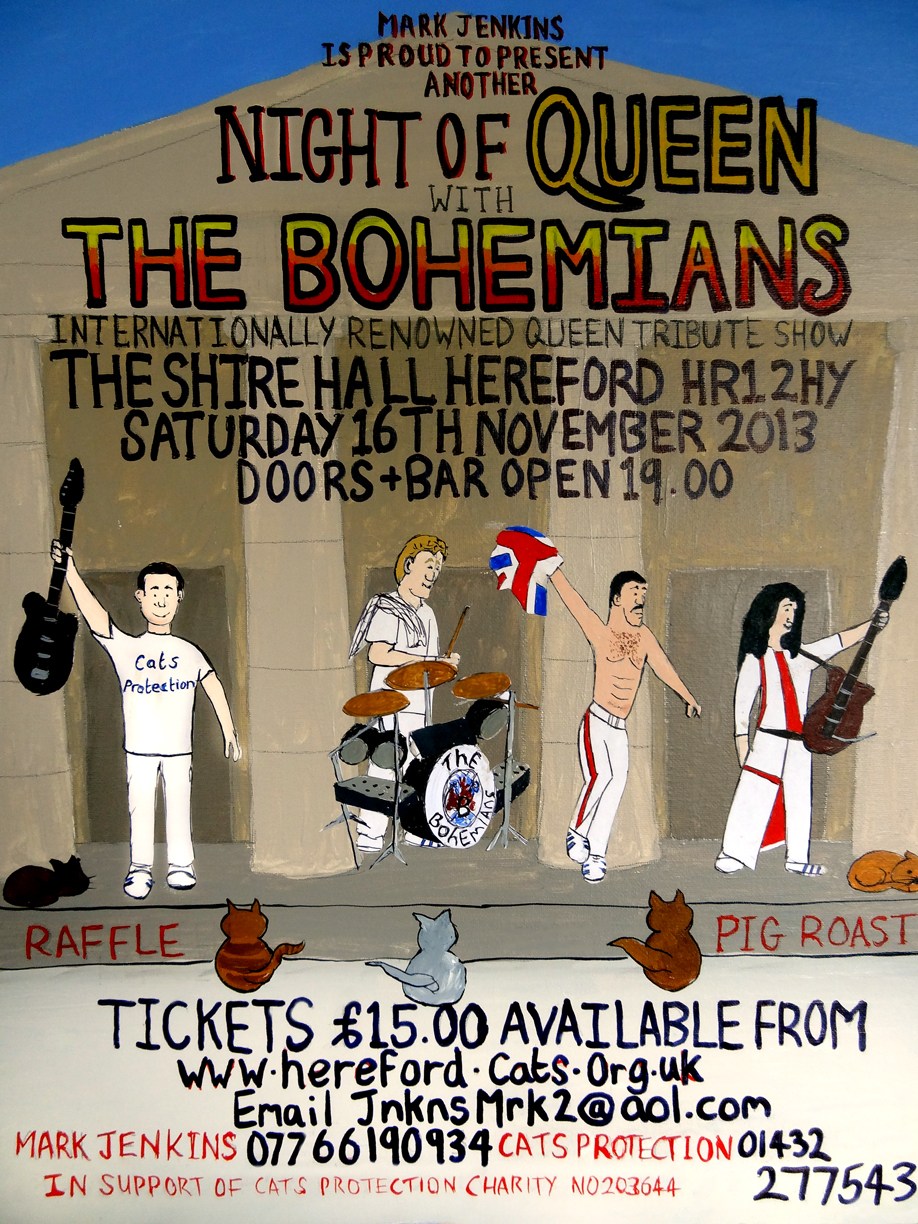 MARK JENKINS
IS PROUD TO PRESENT
ANOTHER
NIGHT OF QUEEN
WITH
THE BOHEMIANS
INTERNATIONALLY RENOWNED QUEEN TRIBUTE SHOW
THE SHIRE HALL HEREFORD HR1 2HY
SATURDAY 16TH NOVEMBER 2013
DOORS + BAR OPEN 19.00
Cats
Protection
The
B
Bohemians
RAFFLE
PIG ROAST
TICKETS £15.00 AVAILABLE FROM
www.hereford.Cats.Org.uk
Email JnknsMrk2@aol.com
MARK JENKINS 07766190934 CATS PROTECTION 01432
277543
IN SUPPORT OF CATS PROTECTION CHARITY NO203644